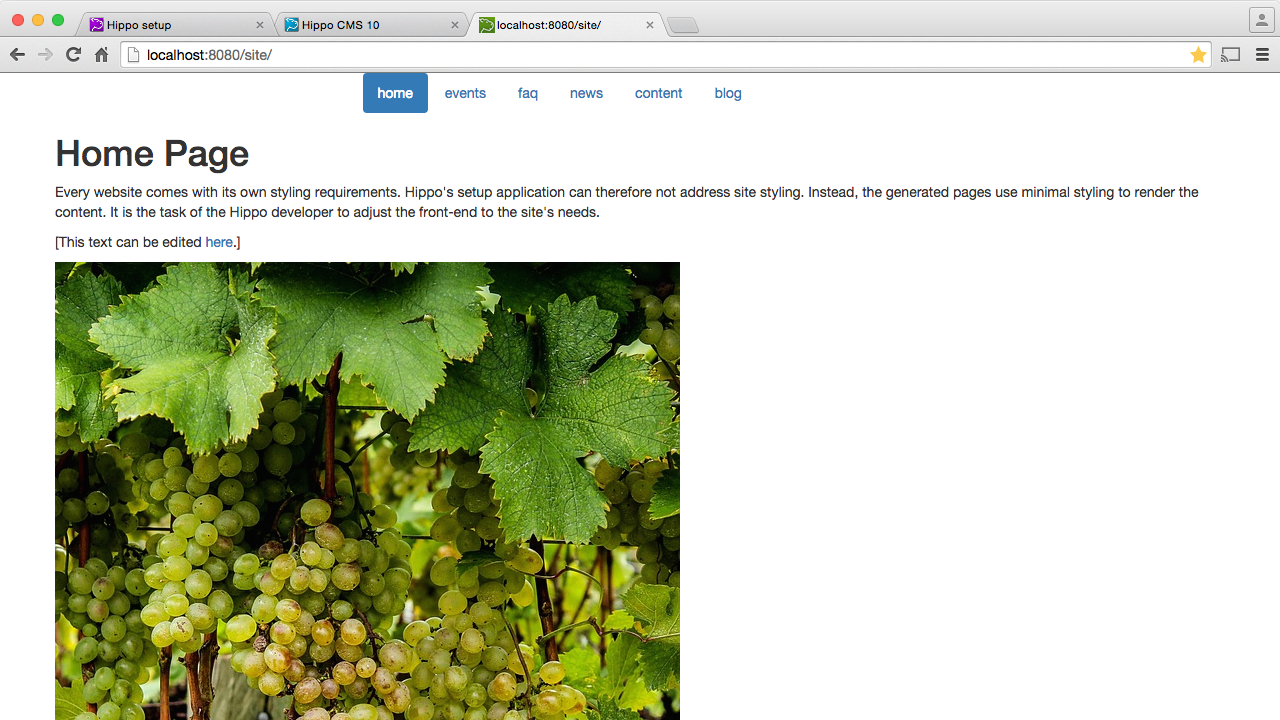 Hippo setup
Hippo CMS 10
localhost:8080/site/
localhost:8080/site/
home events faq news content blog
Home Page
Every website comes with its own styling requirements. Hippo's setup application can therefore not address site styling. Instead, the generated pages use minimal styling to render the
content. It is the task of the Hippo developer to adjust the front-end to the site's needs.
[This text can be edited here.]